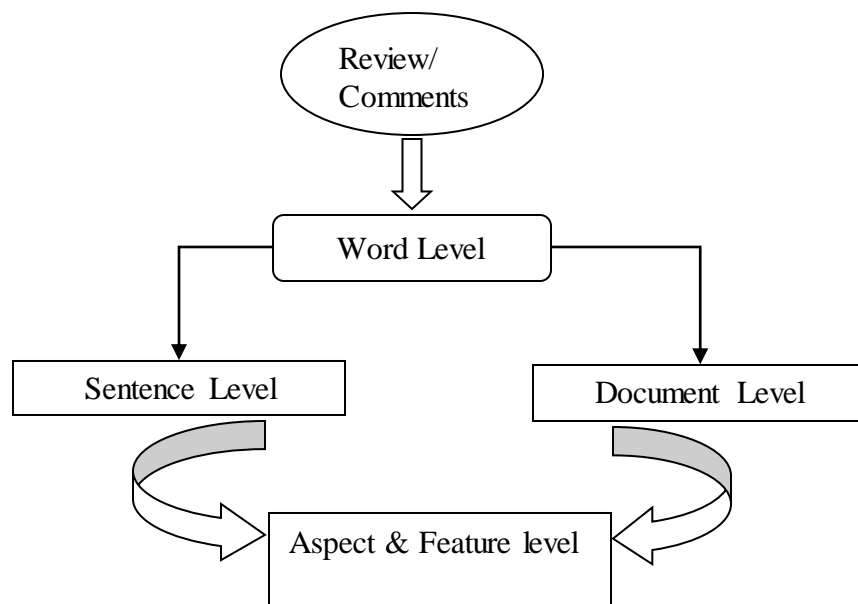 Review/
Comments
Word Level
Sentence Level
Document Level
Aspect & Feature level